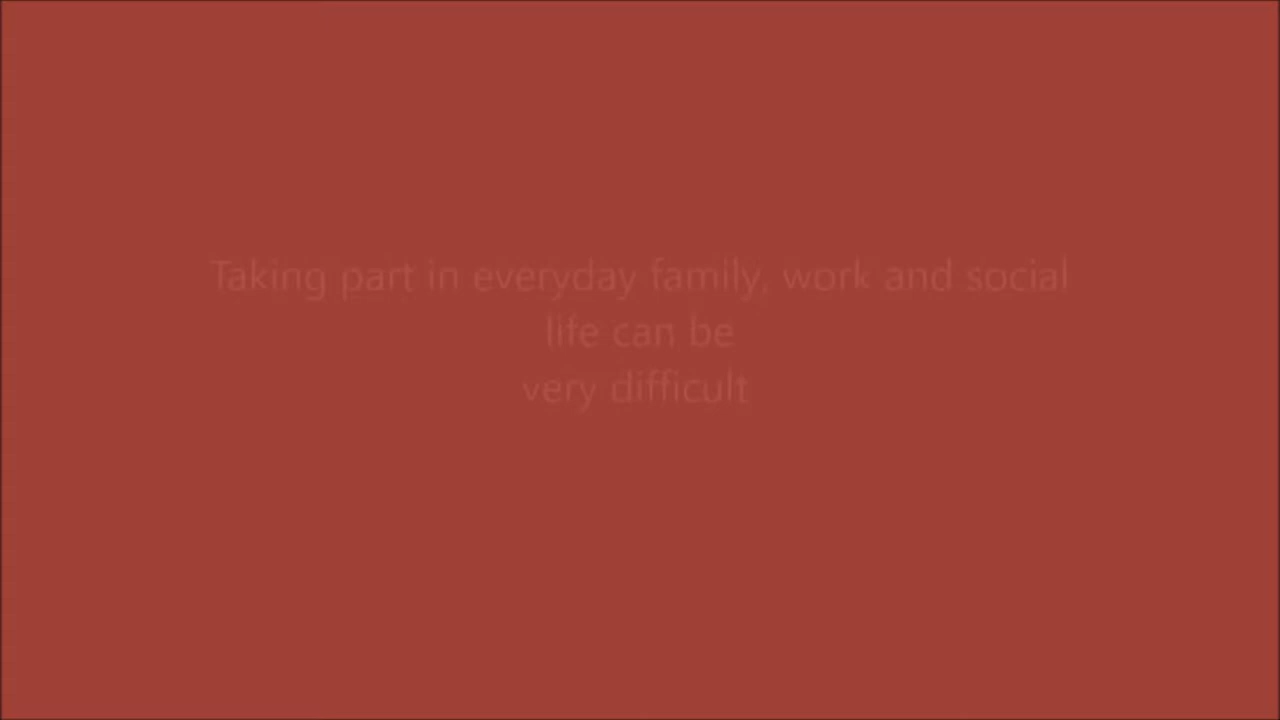 Taking part in everyday family, work and social
life can be
very difficult